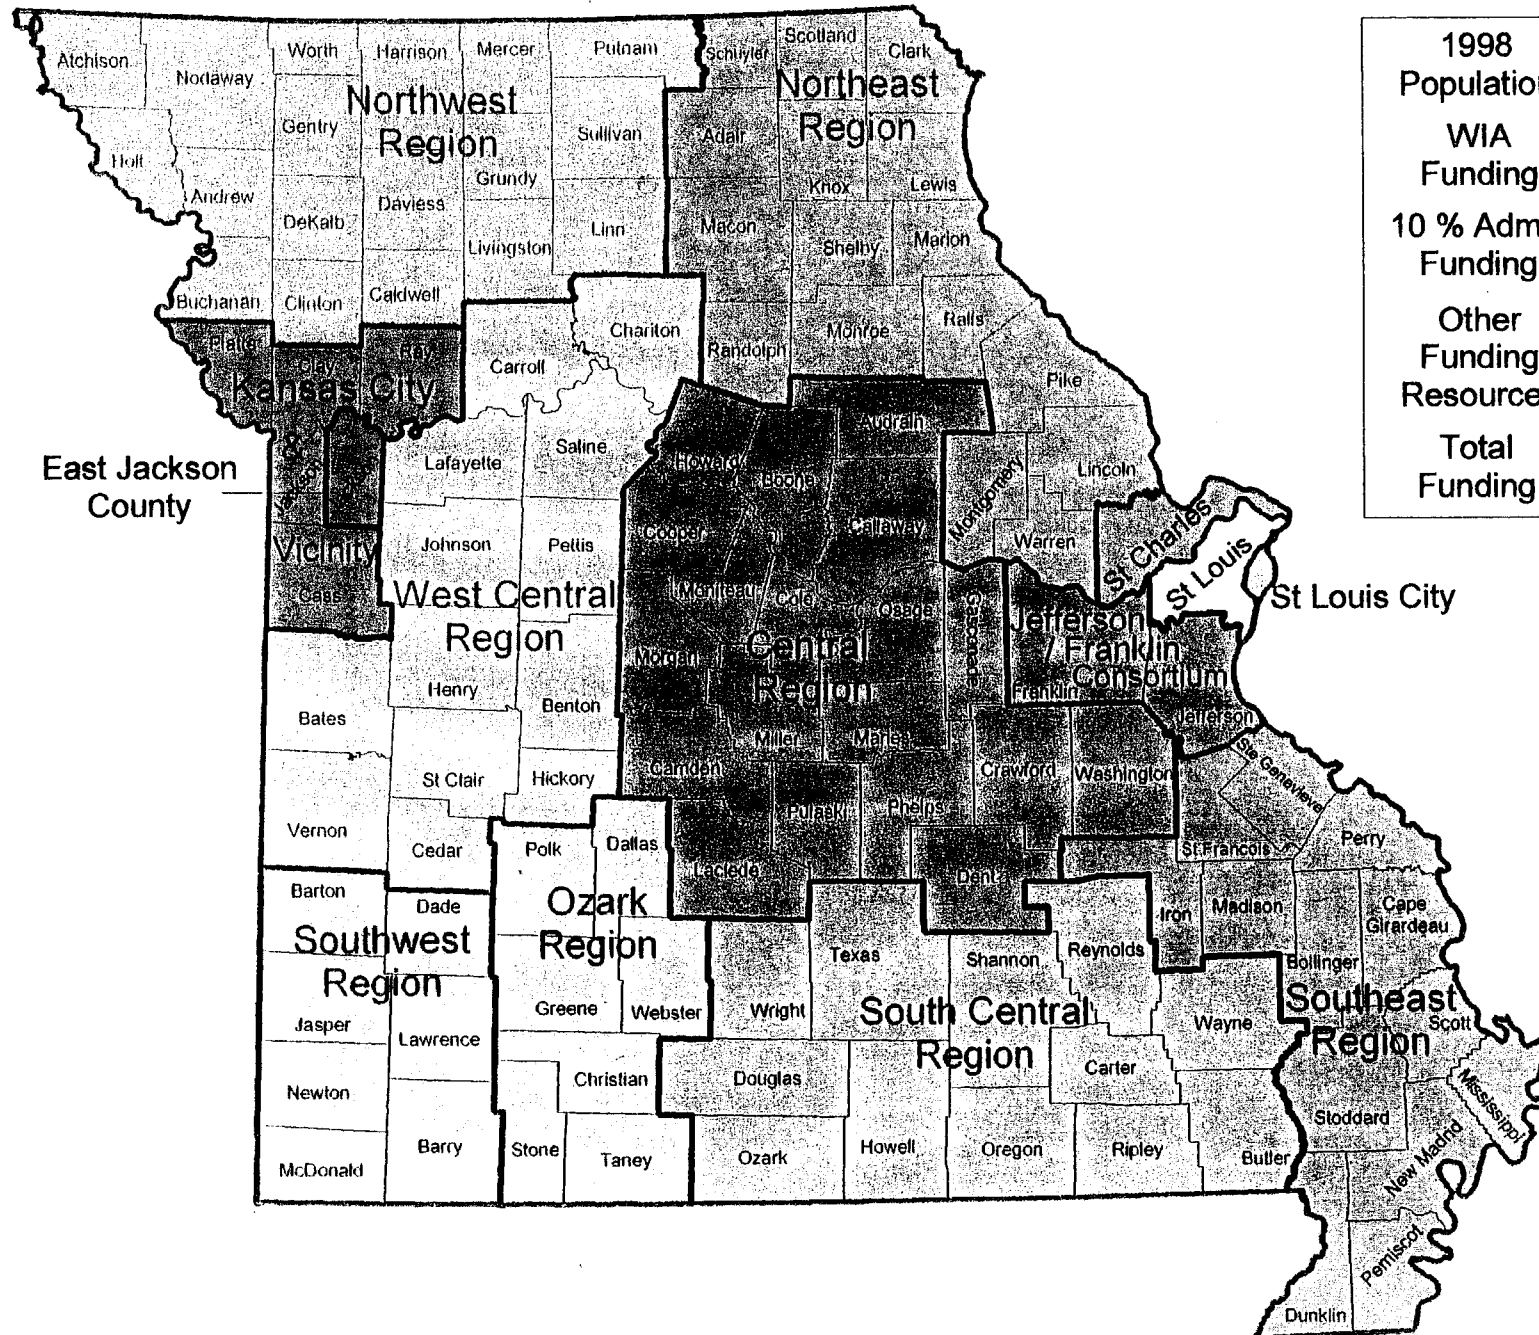 Atchison
Nodaway
Worth
Harrison
Mercer
Putnam
Schuyler
Scotland
Clark
Northwest
Region
Northeast
Region
Gentry
Sullivan
Adair
Holt
Andrew
DeKalb
Daviess
Grundy
Knox
Lewis
Livingston
Linn
Macon
Shelby
Marion
Buchanan
Clinton
Caldwell
Chariton
Carroll
Randolph
Monroe
Ralls
Pike
Platte
Clay
Ray
Kansas City
&
Jackson
East Jackson
County
Vicinity
Cass
Lafayette
Saline
Howard
Boone
Audrain
Montgomery
Lincoln
Warren
St Charles
St Louis
St Louis City
Johnson
Pettis
Cooper
Callaway
Moniteau
Cole
Osage
Gasconade
West Central
Region
Central
Region
Jefferson
/ Franklin
Consortium
Franklin
Jefferson
Bates
Henry
Benton
Morgan
Miller
Maries
Camden
Crawford
Washington
Ste Genevieve
St Clair
Hickory
Pulaski
Phelps
Vernon
Cedar
Polk
Dallas
Laclede
Dent
St.Francois
Perry
Barton
Dade
Southwest
Region
Ozark
Region
Iron
Madison
Cape
Girardeau
Bollinger
Texas
Shannon
Reynolds
Jasper
Lawrence
Greene
Webster
Wright
South Central
Region
Wayne
Southeast
Region
Scott
Newton
Christian
Douglas
Carter
Stoddard
Mississippi
McDonald
Barry
Stone
Taney
Ozark
Howell
Oregon
Ripley
Butler
New Madrid
Pemiscot
Dunklin
1998
Populatio
WIA
Funding
10 % Adm
Funding
Other
Funding
Resource
Total
Funding